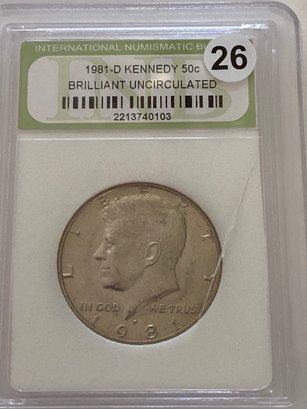 INTERNATIONAL NUMISMATIC
26
1981-D KENNEDY 50c
BRILLIANT UNCIRCULATED
2213740103
LIBERTY
IN GOD WE TRUST
D
1981